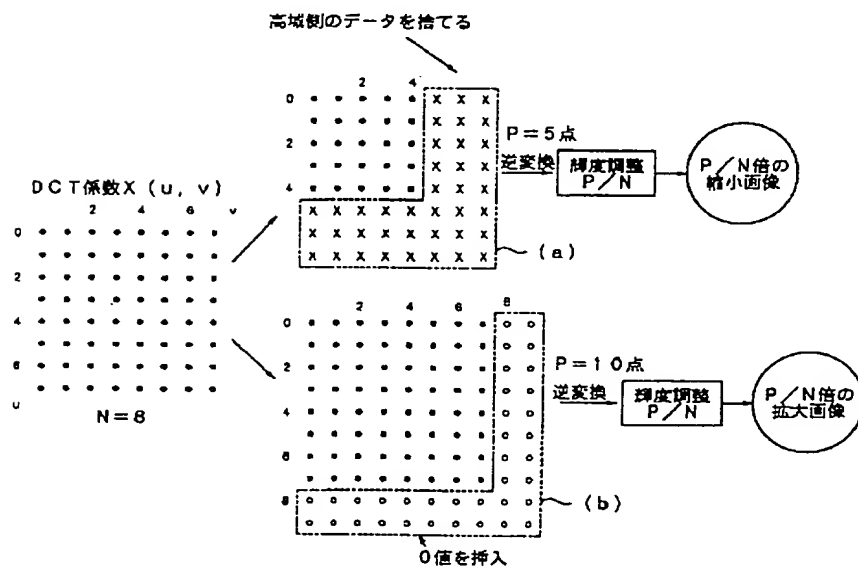 高域側のデータを捨てる
2 4
0
2
4
x x x
x x x
x x x
x x x
x x x
x x x x x x x x
x x x x x x x x
x x x x x x x x
P=5点
逆変換
輝度調整
P/N
P/N倍の
縮小画像
(a)
DCT係数X(u, v)
2 4 6 v
0
2
4
6
u
N=8
2 4 6 8
0
2
4
6
8
P=10点
逆変換
輝度調整
P/N
P/N倍の
拡大画像
(b)
0値を挿入